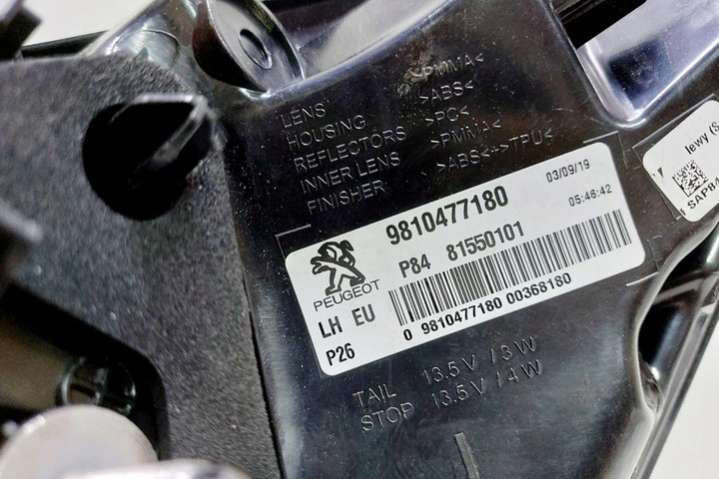 LENS >PMMA<
HOUSING >ABS<
REFLECTORS >PC<
INNER LENS >PMMA<
FINISHER >ABS<+>TPU<
9810477180
03/09/19
P84 81550101
05:46:42
PEUGEOT
LH EU
P26
0 9810477180 00368180
TAIL 13.5V / 3W
STOP 13.5V / 4W
lewy (S
SAP84